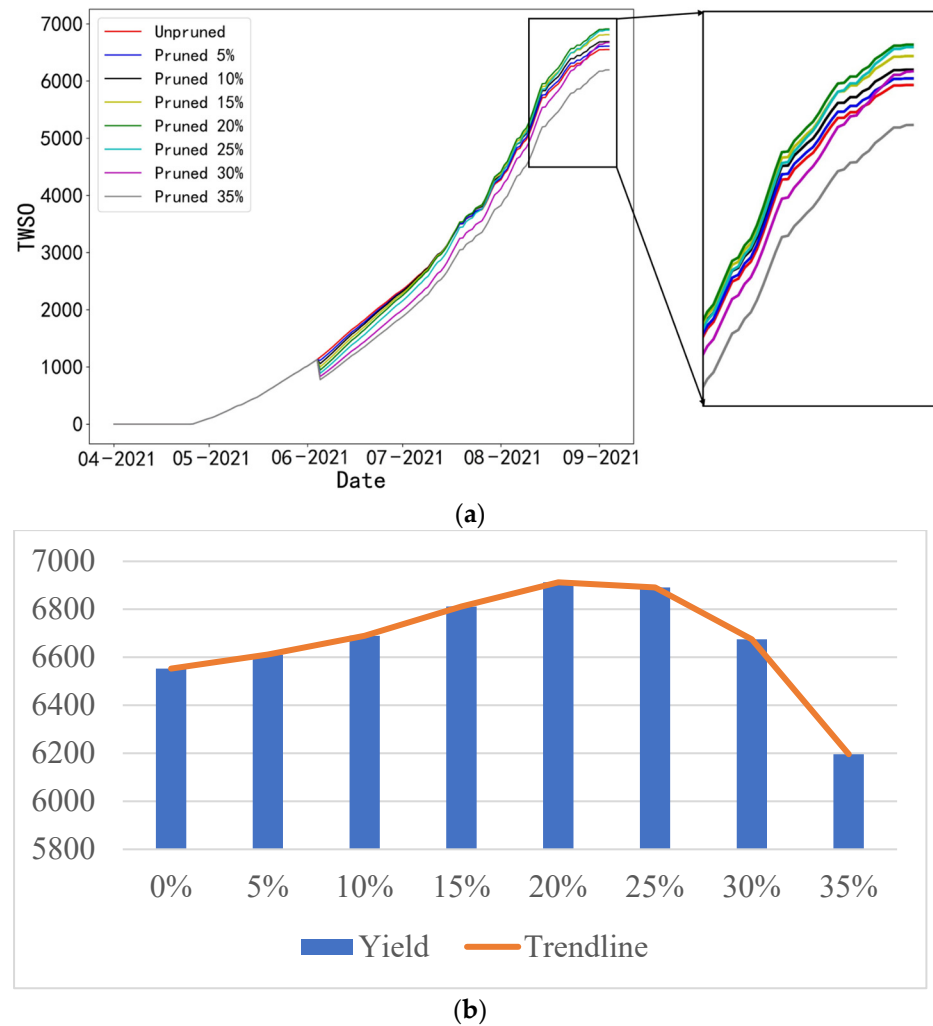 7000
6000
5000
4000
3000
2000
1000
0
TWSO
Unpruned
Pruned 5%
Pruned 10%
Pruned 15%
Pruned 20%
Pruned 25%
Pruned 30%
Pruned 35%
04-2021 05-2021 06-2021 07-2021 08-2021 09-2021
Date
(a)
7000
6800
6600
6400
6200
6000
5800
0% 5% 10% 15% 20% 25% 30% 35%
Yield Trendline
(b)